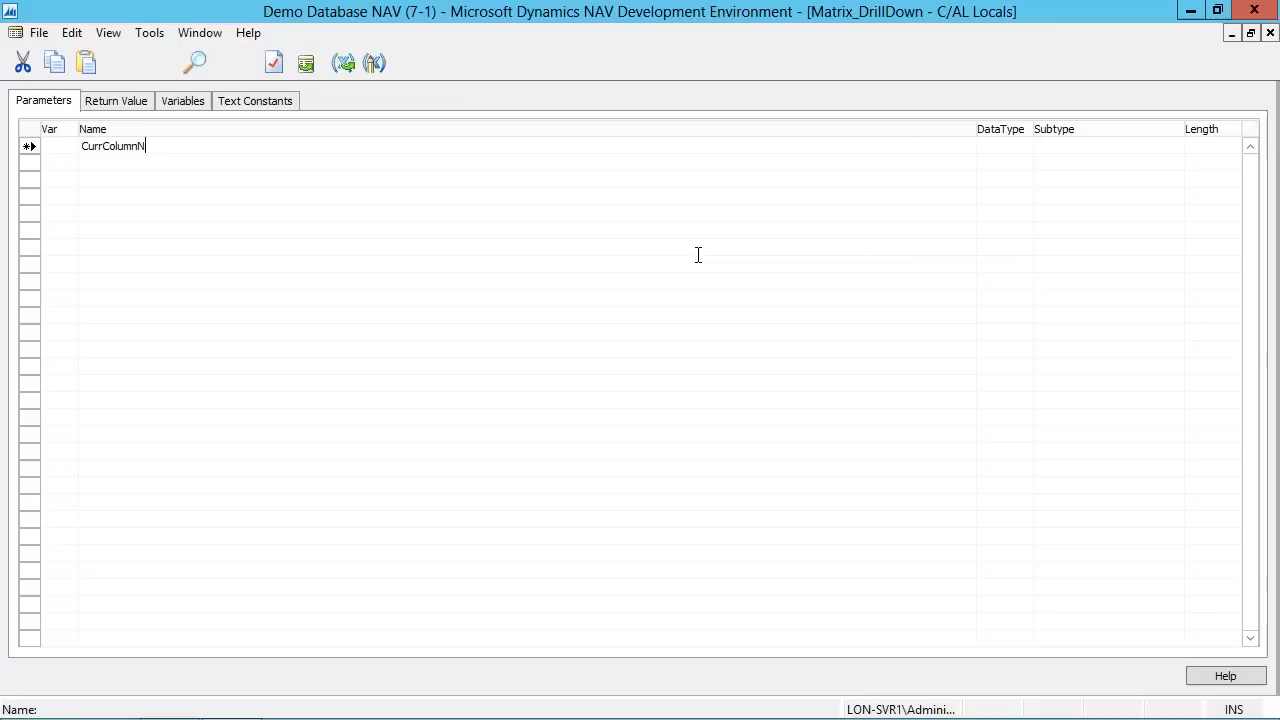 Demo Database NAV (7-1) - Microsoft Dynamics NAV Development Environment - [Matrix_DrillDown - C/AL Locals]
File Edit View Tools Window Help
Parameters Return Value Variables Text Constants
Var Name DataType Subtype Length
CurrColumnN
Help
Name: LON-SVR1\Admini... INS